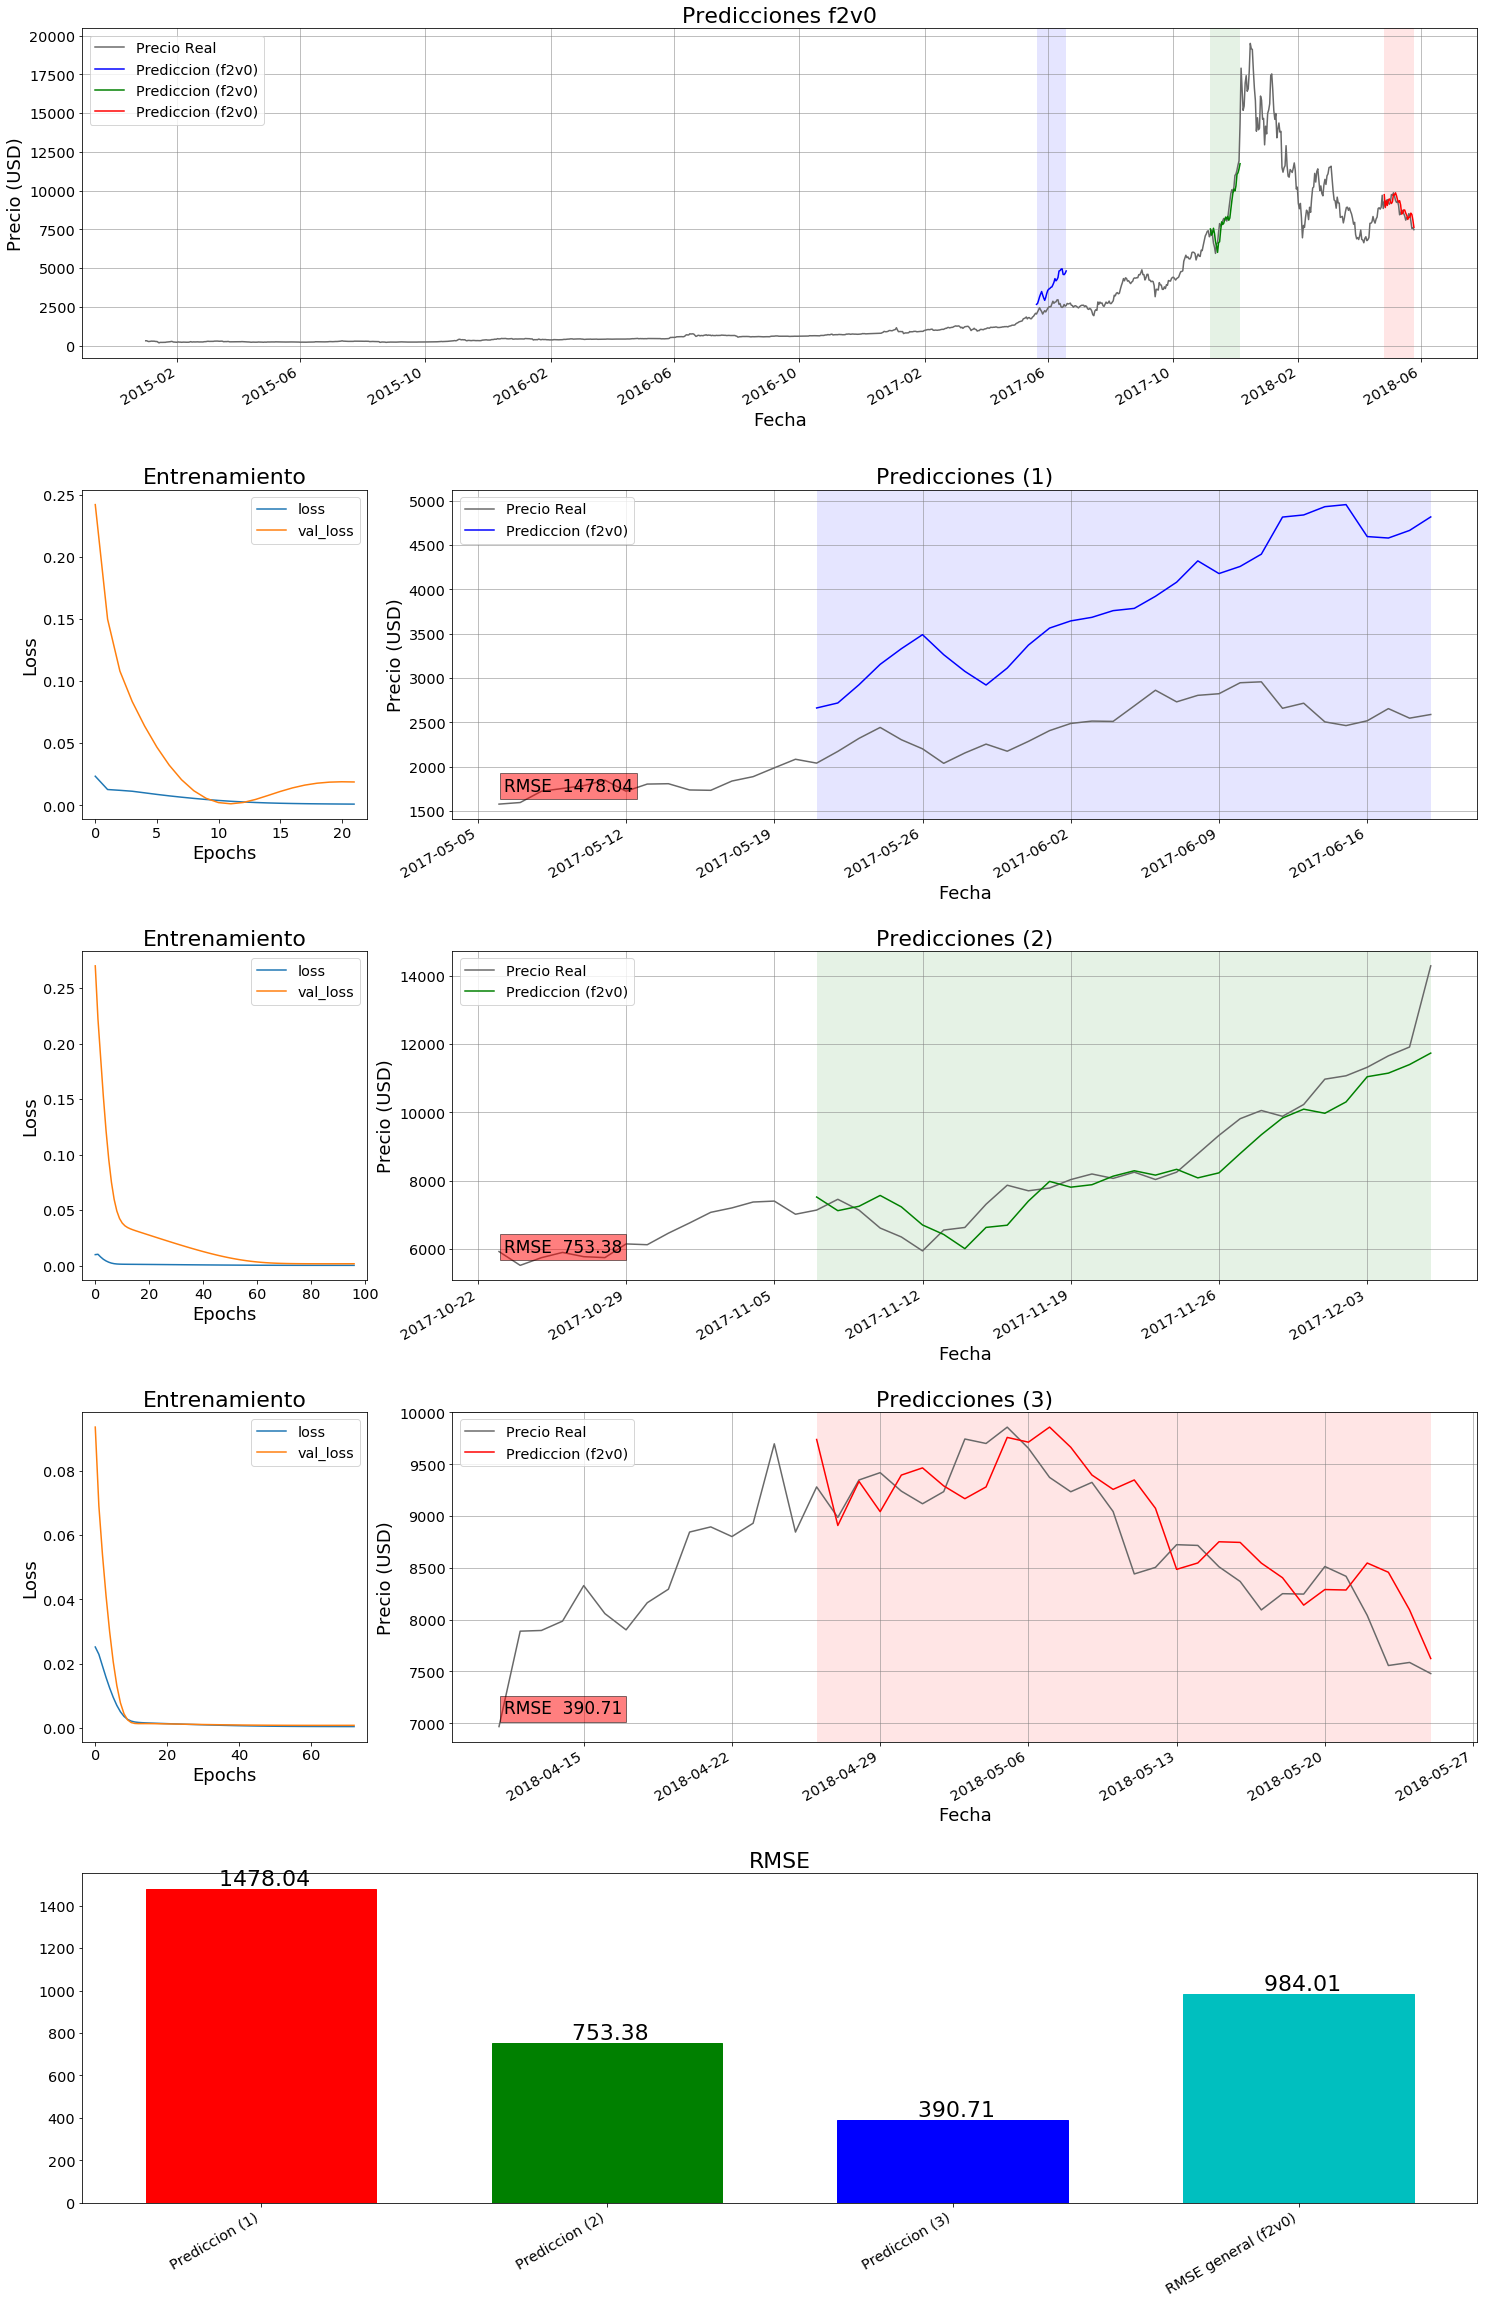 Predicciones f2v0
Precio (USD)
20000
17500
15000
12500
10000
7500
5000
2500
0
Precio Real
Prediccion (f2v0)
Prediccion (f2v0)
Prediccion (f2v0)
2015-02
2015-06
2015-10
2016-02
2016-06
2016-10
2017-02
2017-06
2017-10
2018-02
2018-06
Fecha
Entrenamiento
Loss
0.25
0.20
0.15
0.10
0.05
0.00
loss
val_loss
0
5
10
15
20
Epochs
Predicciones (1)
Precio (USD)
5000
4500
4000
3500
3000
2500
2000
1500
Precio Real
Prediccion (f2v0)
RMSE 1478.04
2017-05-05
2017-05-12
2017-05-19
2017-05-26
2017-06-02
2017-06-09
2017-06-16
Fecha
Entrenamiento
Loss
0.25
0.20
0.15
0.10
0.05
0.00
loss
val_loss
0
20
40
60
80
100
Epochs
Predicciones (2)
Precio (USD)
14000
12000
10000
8000
6000
Precio Real
Prediccion (f2v0)
RMSE 753.38
2017-10-22
2017-10-29
2017-11-05
2017-11-12
2017-11-19
2017-11-26
2017-12-03
Fecha
Entrenamiento
Loss
0.08
0.06
0.04
0.02
0.00
loss
val_loss
0
20
40
60
Epochs
Predicciones (3)
Precio (USD)
10000
9500
9000
8500
8000
7500
7000
Precio Real
Prediccion (f2v0)
RMSE 390.71
2018-04-15
2018-04-22
2018-04-29
2018-05-06
2018-05-13
2018-05-20
2018-05-27
Fecha
RMSE
1400
1200
1000
800
600
400
200
0
1478.04
753.38
390.71
984.01
Prediccion (1)
Prediccion (2)
Prediccion (3)
RMSE general (f2v0)